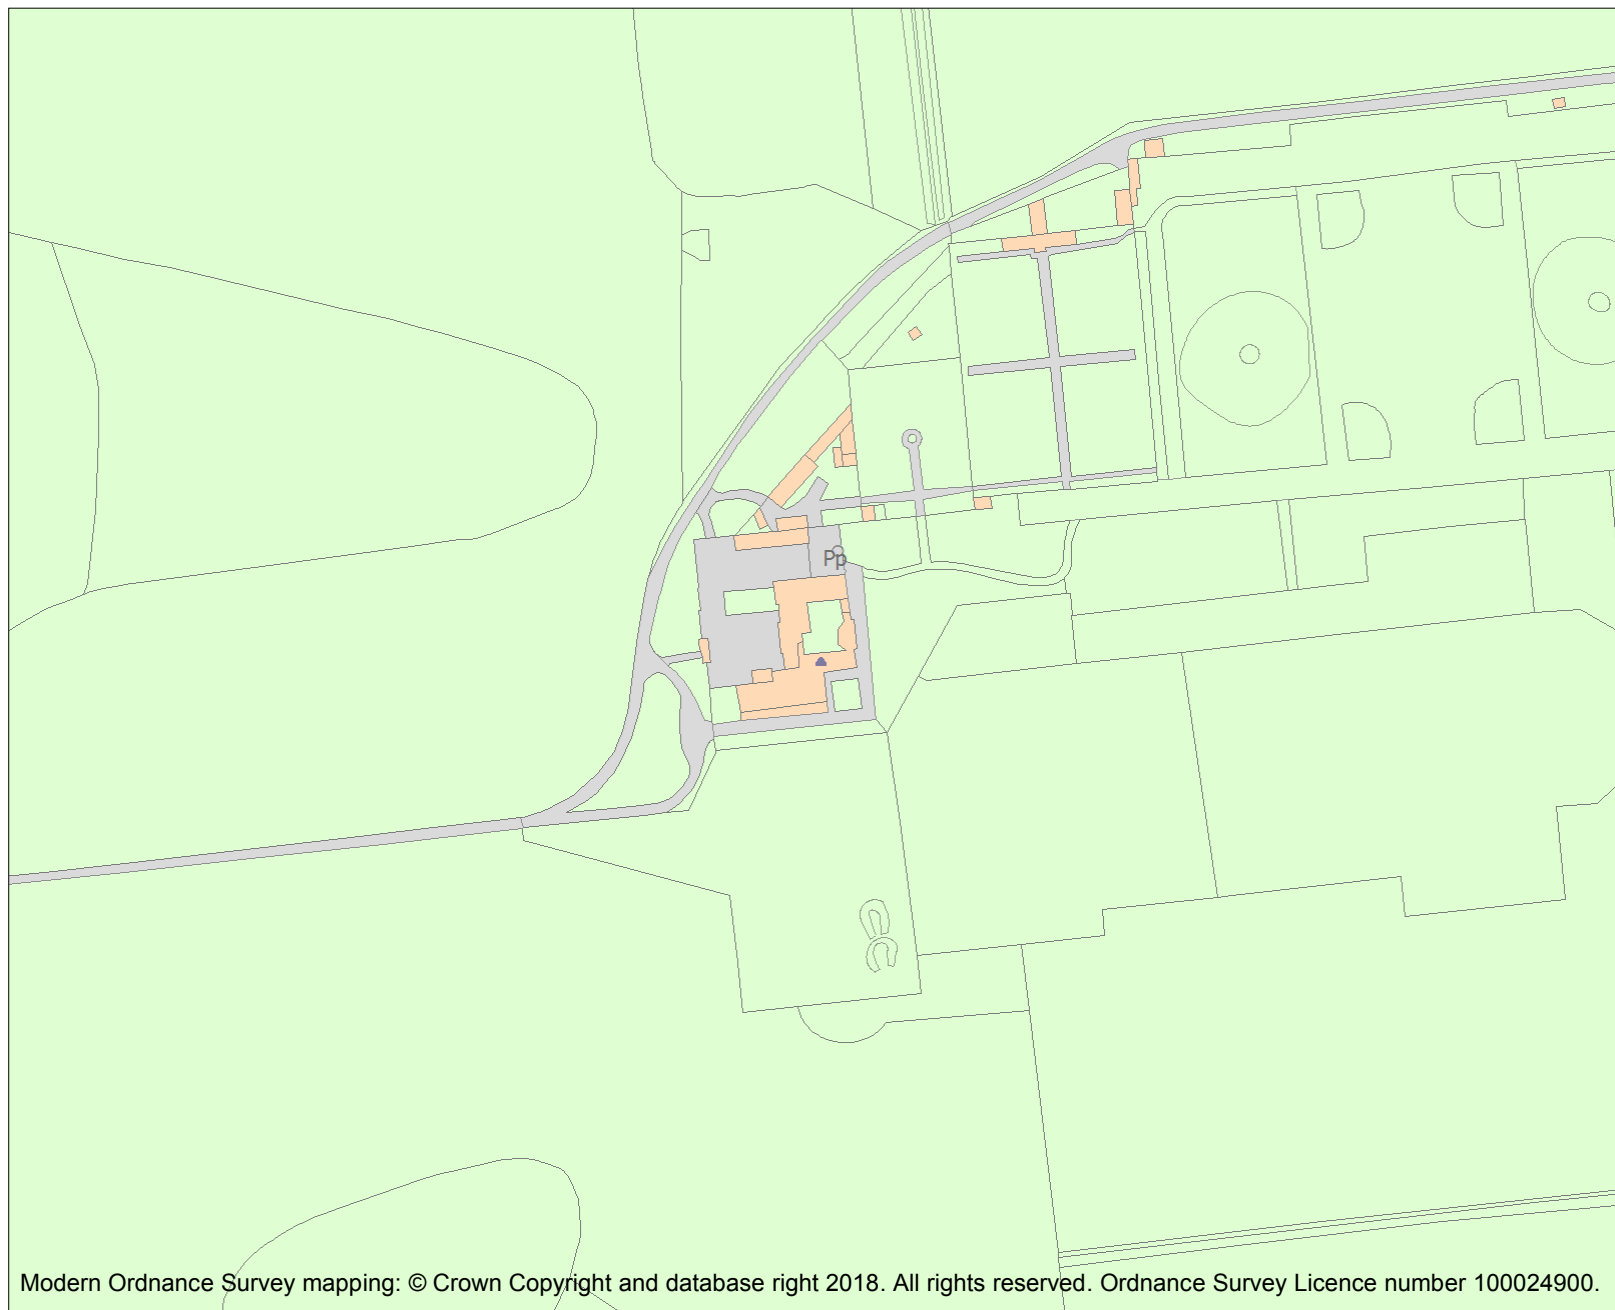 Pp
Modern Ordnance Survey mapping: © Crown Copyright and database right 2018. All rights reserved. Ordnance Survey Licence number 100024900.